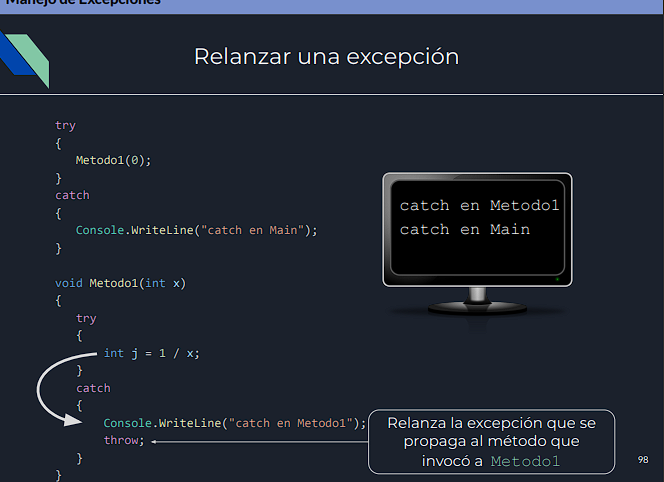 Manejo de Excepciones
Relanzar una excepción
try
{
Metodo1(0);
}
catch
{
Console.WriteLine("catch en Main");
}
void Metodo1(int x)
{
try
{
int j = 1 / x;
}
catch
{
Console.WriteLine("catch en Metodo1");
throw;
}
}
catch en Metodo1
catch en Main
Relanza la excepción que se
propaga al método que
invocó a Metodo1
98